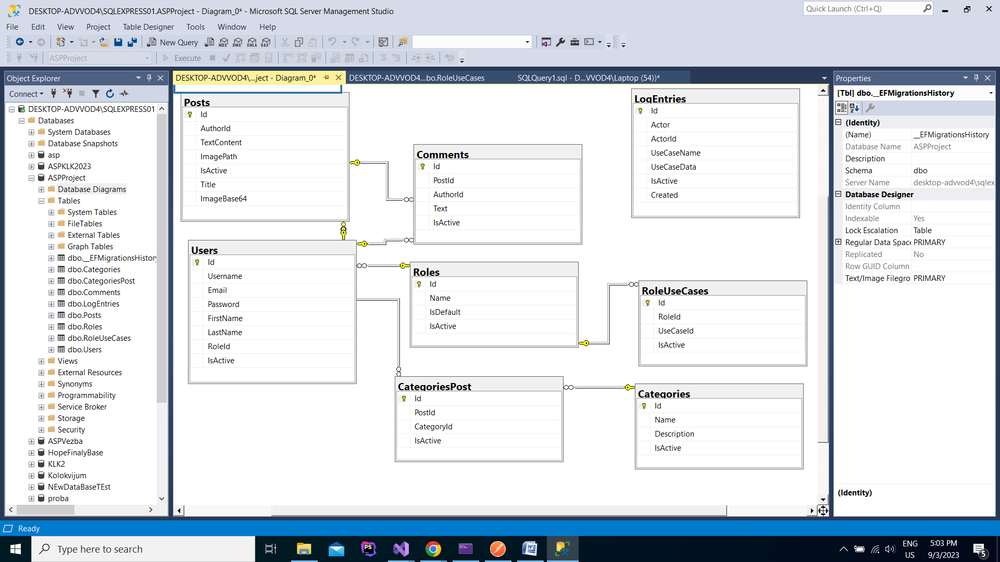 DESKTOP-ADVVOD4\SQLEXPRESS01.ASPProject - Diagram_0* - Microsoft SQL Server Management Studio
Quick Launch (Ctrl+Q)
File Edit View Project Table Designer Tools Window Help
New Query MDX DMX XMLA DAX
ASPProject Execute
Object Explorer
Connect
DESKTOP-ADVVOD4\SQLEXPRESS01
Databases
System Databases
Database Snapshots
asp
ASPKLK2023
ASPProject
Database Diagrams
Tables
System Tables
FileTables
External Tables
Graph Tables
dbo.__EFMigrationsHistory
dbo.Categories
dbo.CategoriesPost
dbo.Comments
dbo.LogEntries
dbo.Posts
dbo.Roles
dbo.RoleUseCases
dbo.Users
Views
External Resources
Synonyms
Programmability
Service Broker
Storage
Security
ASPVezba
HopeFinalyBase
KLK2
Kolokvijum
NEwDataBaseTEst
proba
DESKTOP-ADVVOD4\...ject - Diagram_0* DESKTOP-ADVVOD4...bo.RoleUseCases SQLQuery1.sql - D...VVOD4\Laptop (54))*
Posts
Id
AuthorId
TextContent
ImagePath
IsActive
Title
ImageBase64
Comments
Id
PostId
AuthorId
Text
IsActive
LogEntries
Id
Actor
ActorId
UseCaseName
UseCaseData
IsActive
Created
Users
Id
Username
Email
Password
FirstName
LastName
RoleId
IsActive
Roles
Id
Name
IsDefault
IsActive
RoleUseCases
Id
RoleId
UseCaseId
IsActive
CategoriesPost
Id
PostId
CategoryId
IsActive
Categories
Id
Name
Description
IsActive
Properties
[Tbl] dbo.__EFMigrationsHistory
(Identity)
(Name) __EFMigrationsHistory
Database Name ASPProject
Description
Schema dbo
Server Name desktop-advvod4\sqlex
Database Designer
Identity Column
Indexable Yes
Lock Escalation Table
Regular Data Space PRIMARY
Replicated No
Row GUID Column
Text/Image Filegro PRIMARY
(Identity)
Ready
Type here to search
ENG
US
5:03 PM
9/3/2023
5